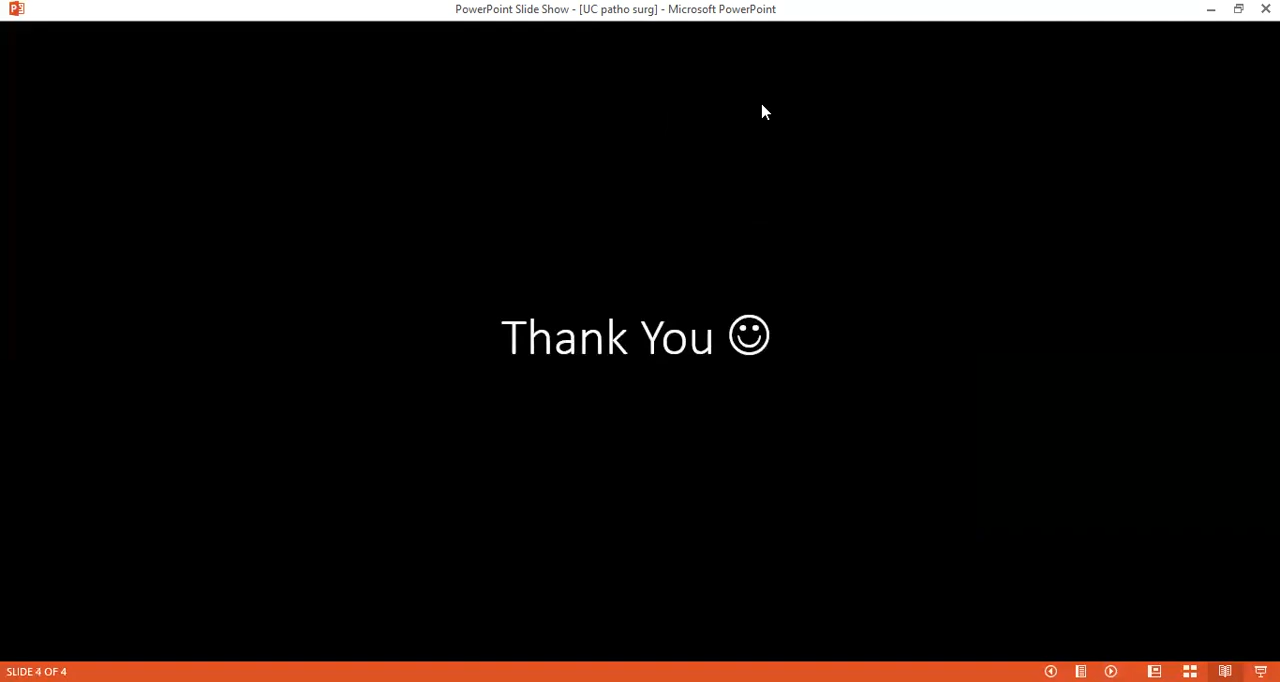 PowerPoint Slide Show - [UC patho surg] - Microsoft PowerPoint
Thank You ☺
SLIDE 4 OF 4